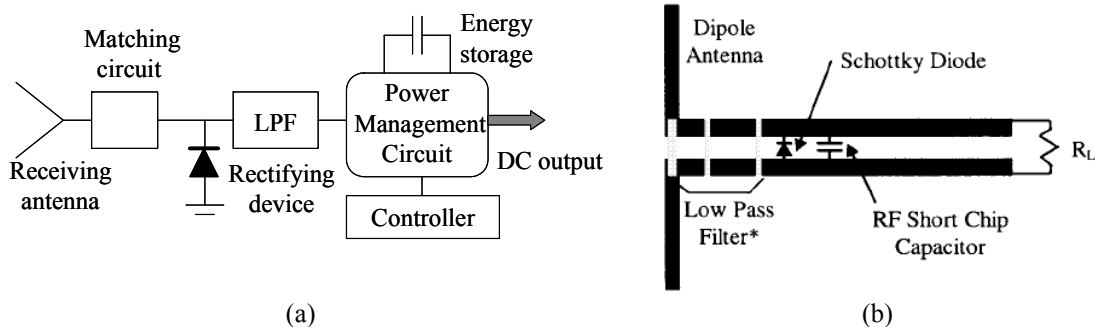 Matching
circuit
Energy
storage
LPF
Power
Management
Circuit
DC output
Receiving
antenna
Rectifying
device
Controller
(a)
Dipole
Antenna
Schottky Diode
R_L
Low Pass
Filter*
RF Short Chip
Capacitor
(b)